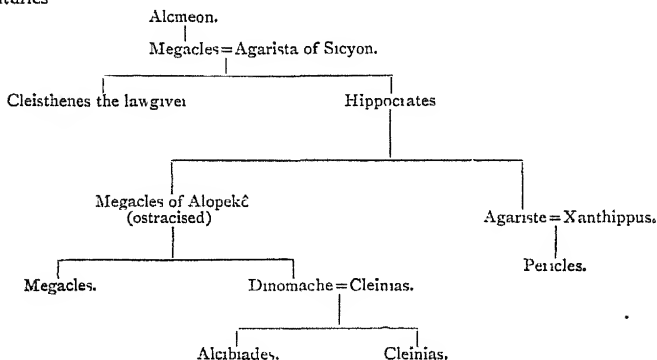 turies
Alcmeon.
Megacles=Agarista of Sicyon.
Cleisthenes the lawgiver
Hippocrates
Megacles of Alopekê
(ostracised)
Agariste=Xanthippus.
Pericles.
Megacles.
Dinomache=Cleinias.
Alcibiades.
Cleinias.